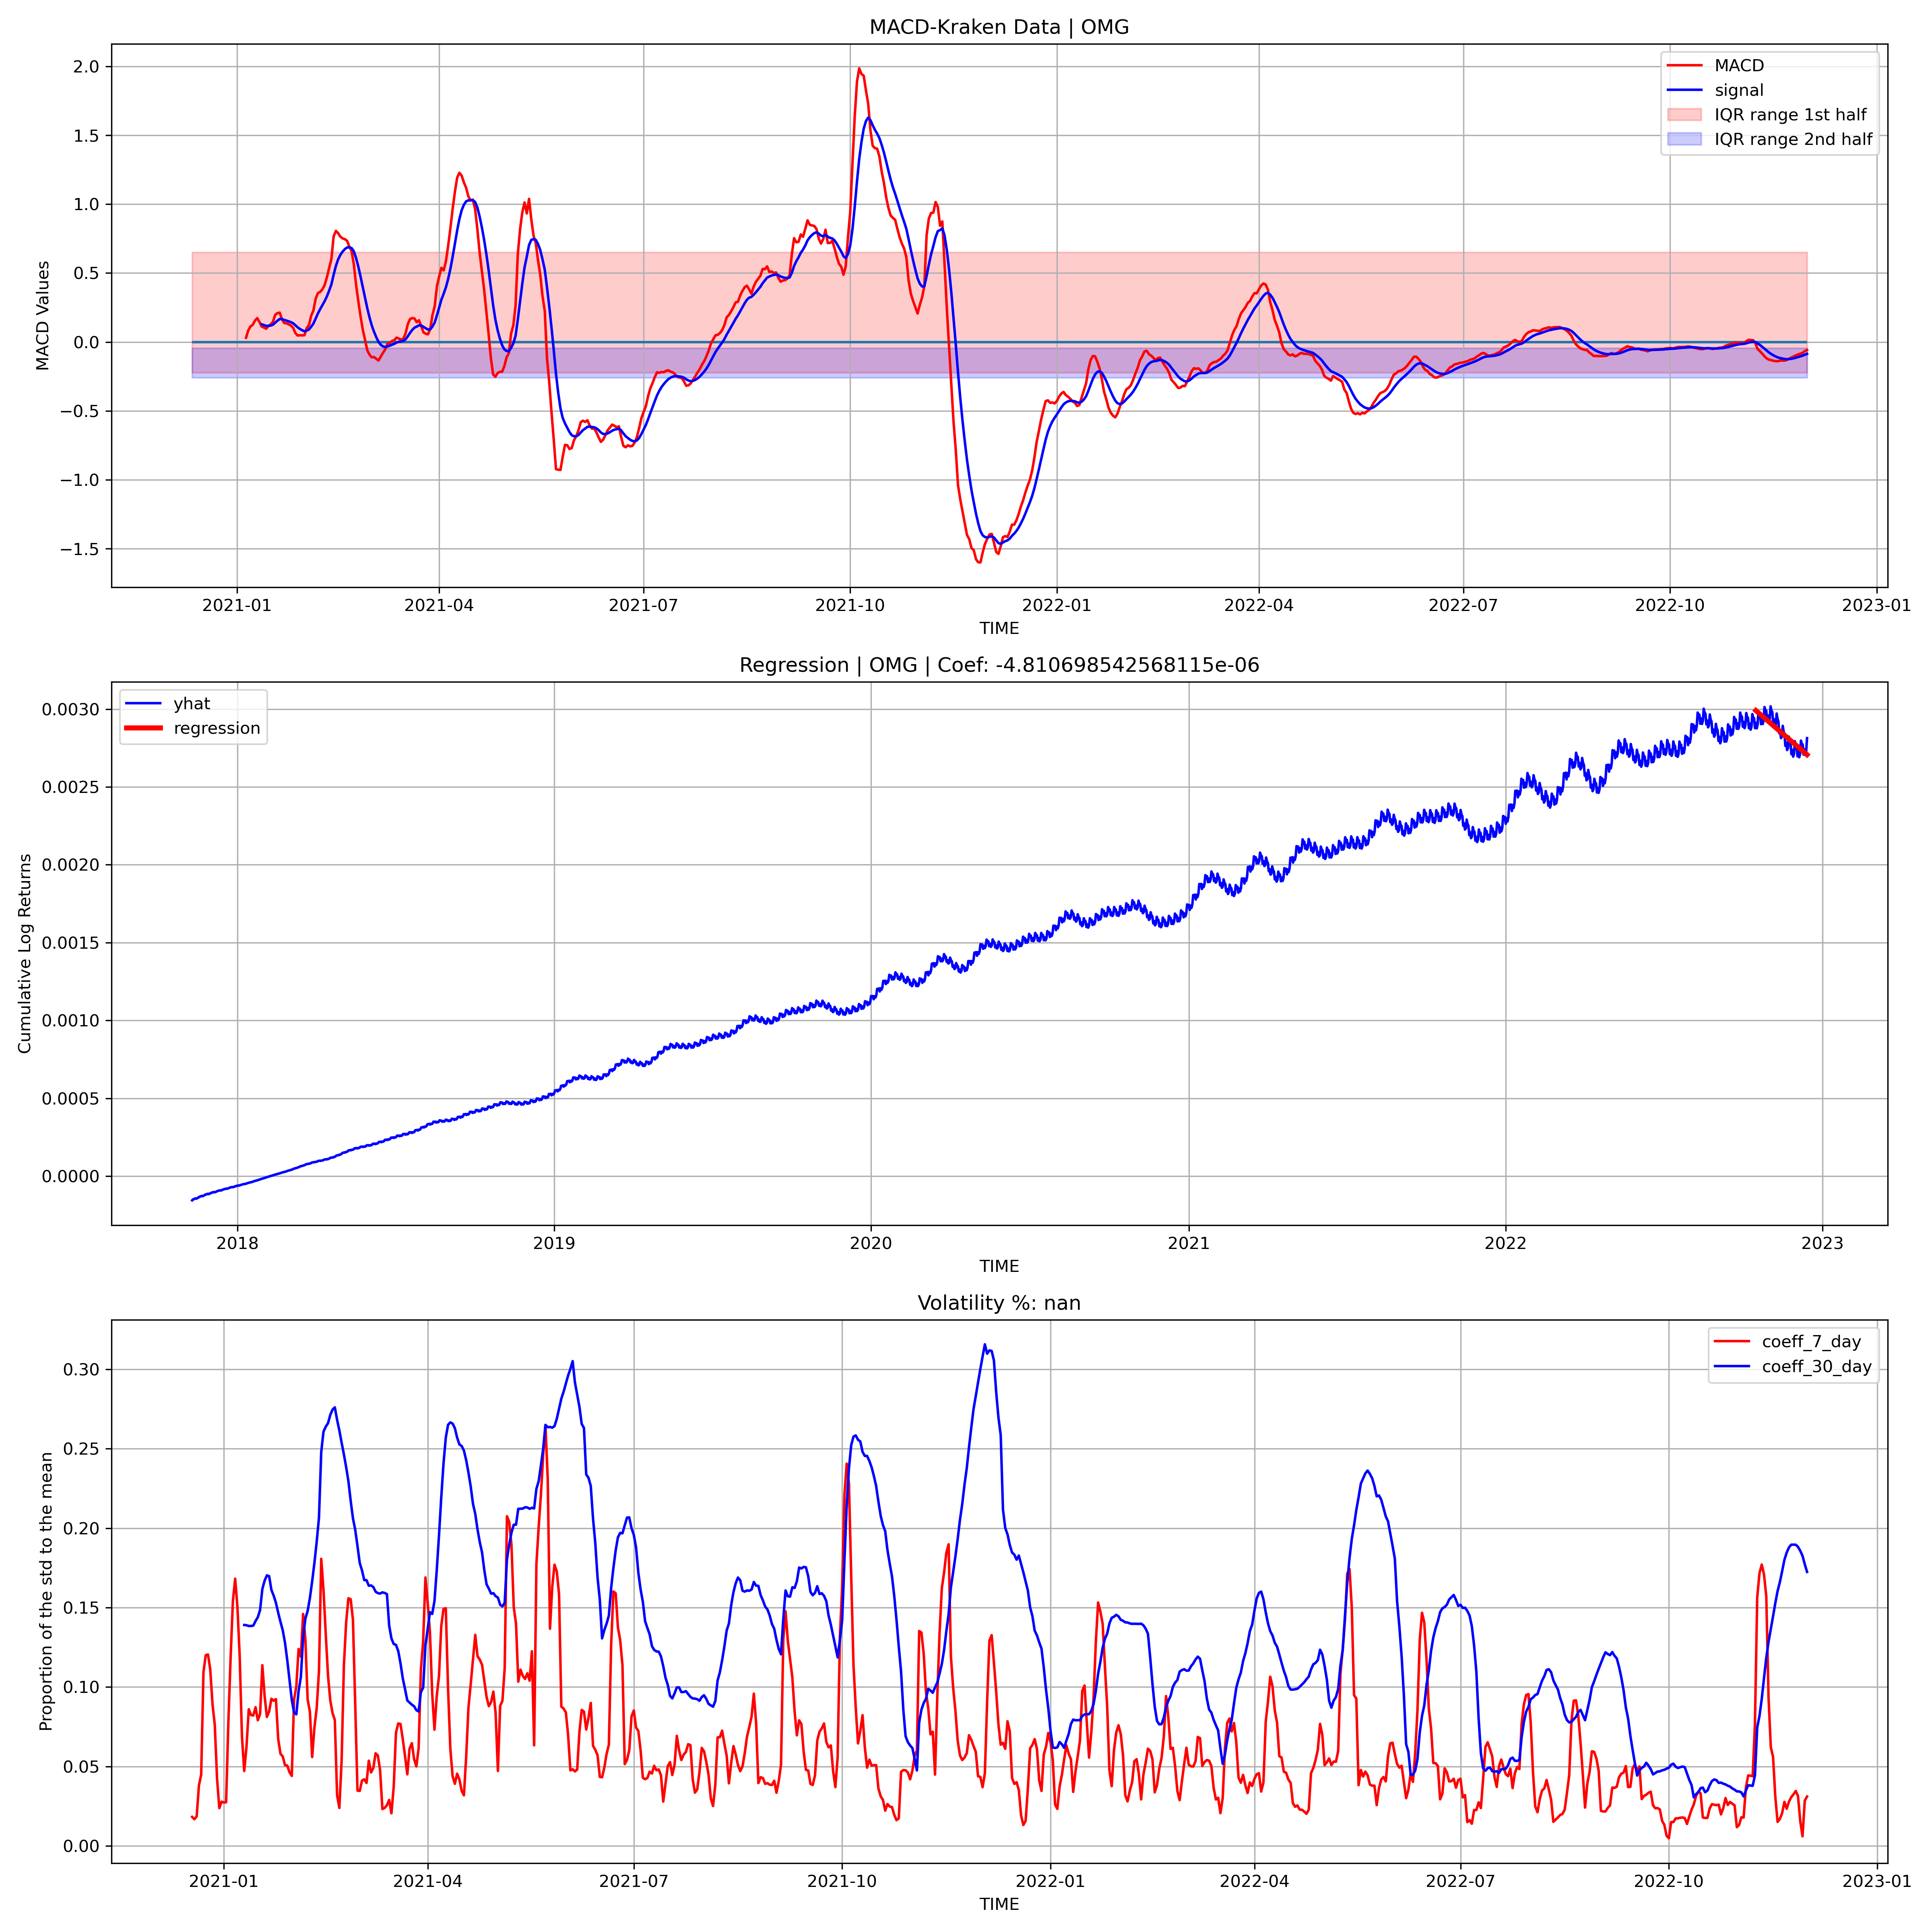 MACD-Kraken Data | OMG
MACD Values
2.0
1.5
1.0
0.5
0.0
−0.5
−1.0
−1.5
MACD
signal
IQR range 1st half
IQR range 2nd half
2021-01
2021-04
2021-07
2021-10
2022-01
2022-04
2022-07
2022-10
2023-01
TIME
Regression | OMG | Coef: -4.810698542568115e-06
Cumulative Log Returns
0.0030
0.0025
0.0020
0.0015
0.0010
0.0005
0.0000
yhat
regression
2018
2019
2020
2021
2022
2023
TIME
Volatility %: nan
Proportion of the std to the mean
0.30
0.25
0.20
0.15
0.10
0.05
0.00
coeff_7_day
coeff_30_day
2021-01
2021-04
2021-07
2021-10
2022-01
2022-04
2022-07
2022-10
2023-01
TIME